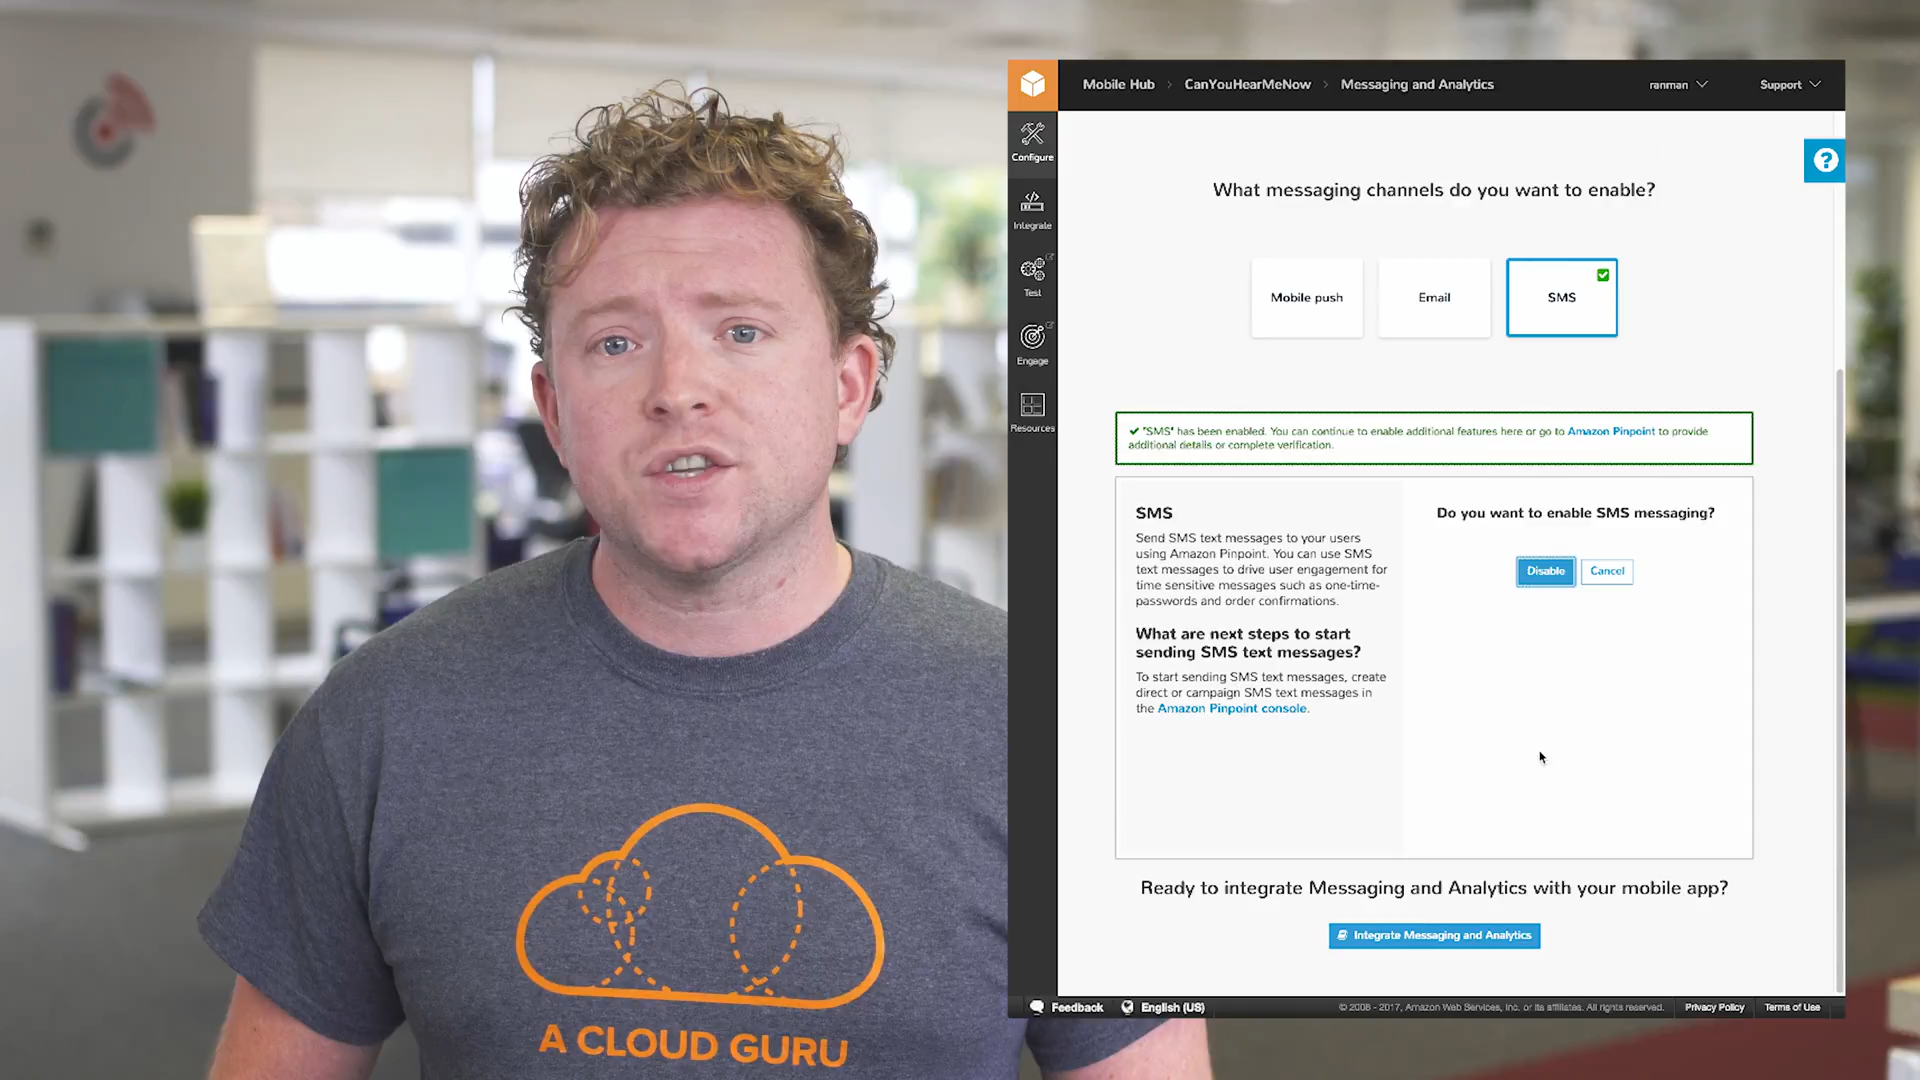 Mobile Hub > CanYouHearMeNow > Messaging and Analytics
ranman
Support
Configure
Integrate
Test
Engage
Resources
?
What messaging channels do you want to enable?
Mobile push
Email
SMS
"SMS" has been enabled. You can continue to enable additional features here or go to Amazon Pinpoint to provide
additional details or complete verification.
SMS
Send SMS text messages to your users
using Amazon Pinpoint. You can use SMS
text messages to drive user engagement for
time sensitive messages such as one-time-
passwords and order confirmations.
What are next steps to start
sending SMS text messages?
To start sending SMS text messages, create
direct or campaign SMS text messages in
the Amazon Pinpoint console.
Do you want to enable SMS messaging?
Disable
Cancel
Ready to integrate Messaging and Analytics with your mobile app?
Integrate Messaging and Analytics
Feedback
English (US)
© 2008 - 2017, Amazon Web Services, Inc. or its affiliates. All rights reserved.
Privacy Policy
Terms of Use
A CLOUD GURU